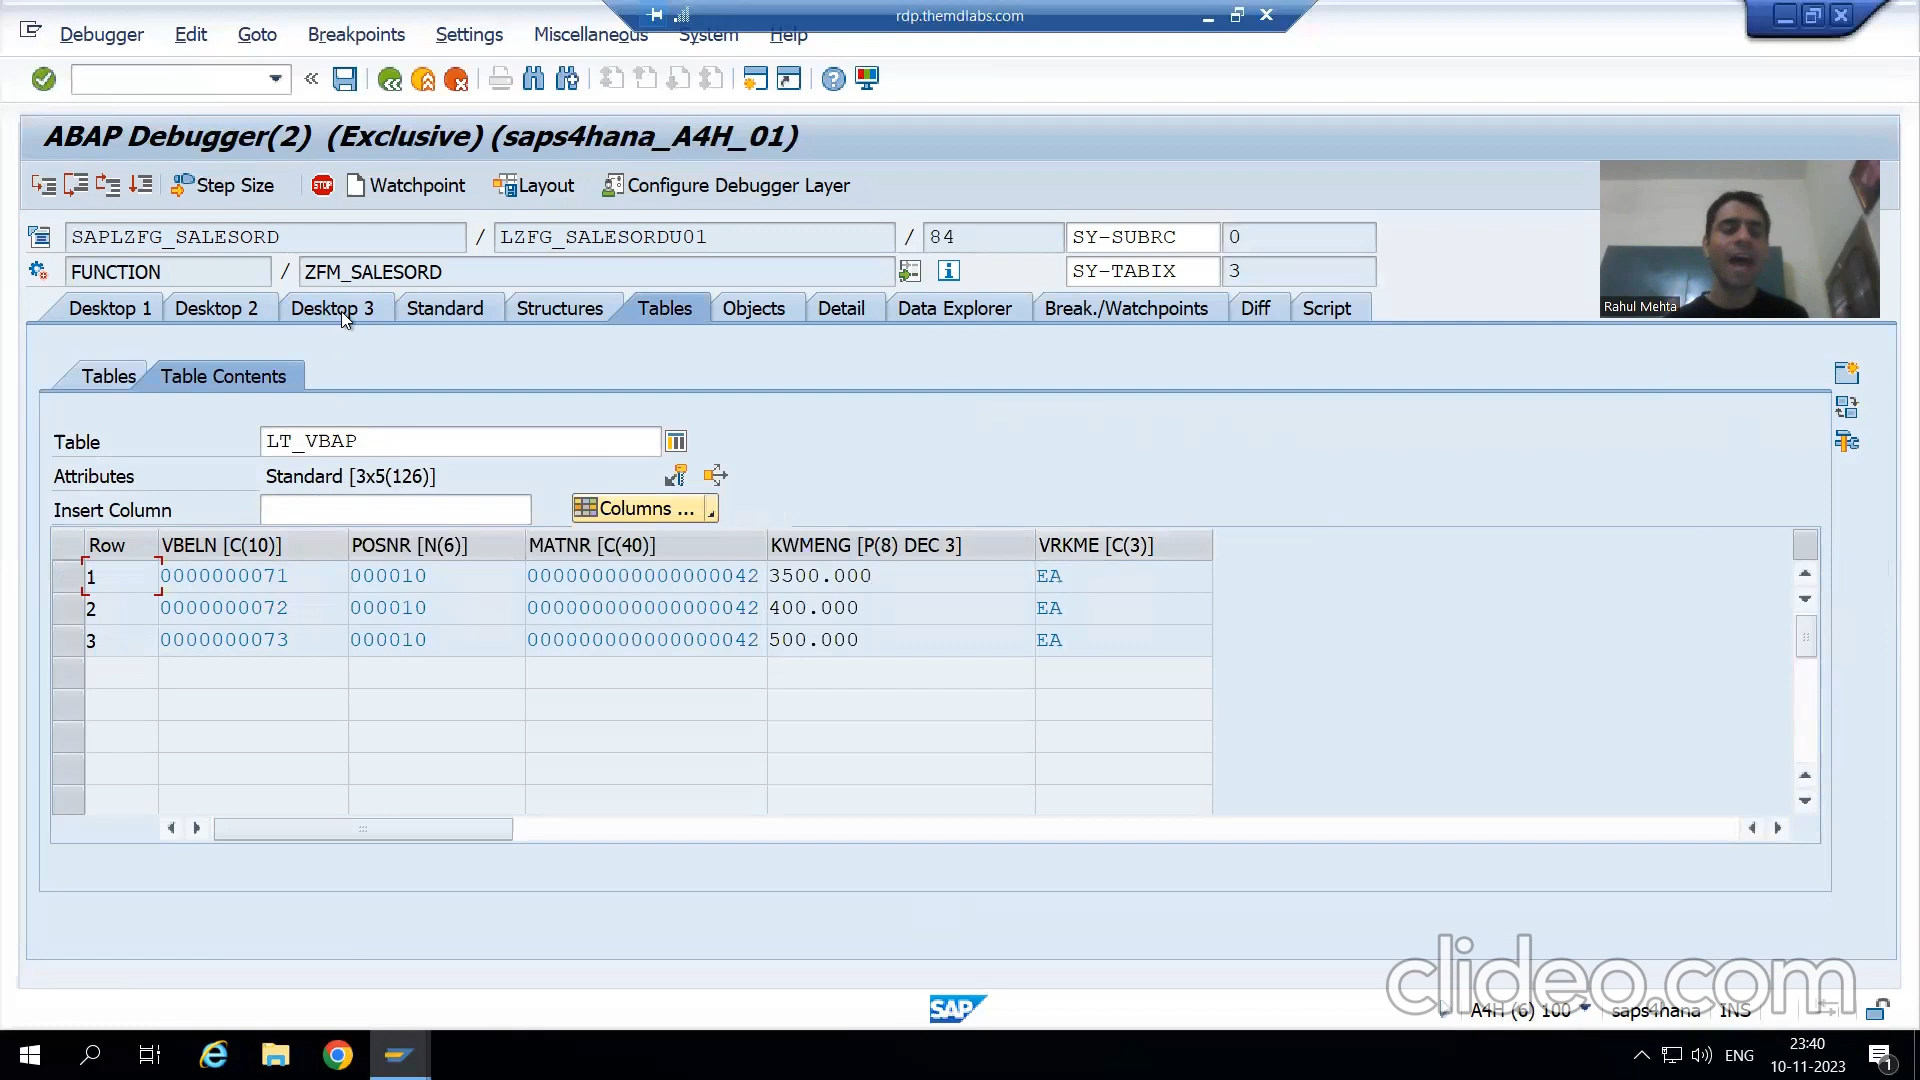 rdp.themdlabs.com
Debugger Edit Goto Breakpoints Settings Miscellaneous System Help
ABAP Debugger(2) (Exclusive) (saps4hana_A4H_01)
Step Size STOP Watchpoint Layout Configure Debugger Layer
SAPLZFG_SALESORD / LZFG_SALESORDU01 / 84 SY-SUBRC 0
FUNCTION / ZFM_SALESORD SY-TABIX 3
Rahul Mehta
Desktop 1 Desktop 2 Desktop 3 Standard Structures Tables Objects Detail Data Explorer Break./Watchpoints Diff Script
Tables Table Contents
Table LT_VBAP
Attributes Standard [3x5(126)]
Insert Column Columns ...
Row VBELN [C(10)] POSNR [N(6)] MATNR [C(40)] KWMENG [P(8) DEC 3] VRKME [C(3)]
1 0000000071 000010 000000000000000042 3500.000 EA
2 0000000072 000010 000000000000000042 400.000 EA
3 0000000073 000010 000000000000000042 500.000 EA
clideo.com
SAP A4H (6) 100 saps4hana INS
ENG 23:40
10-11-2023 1